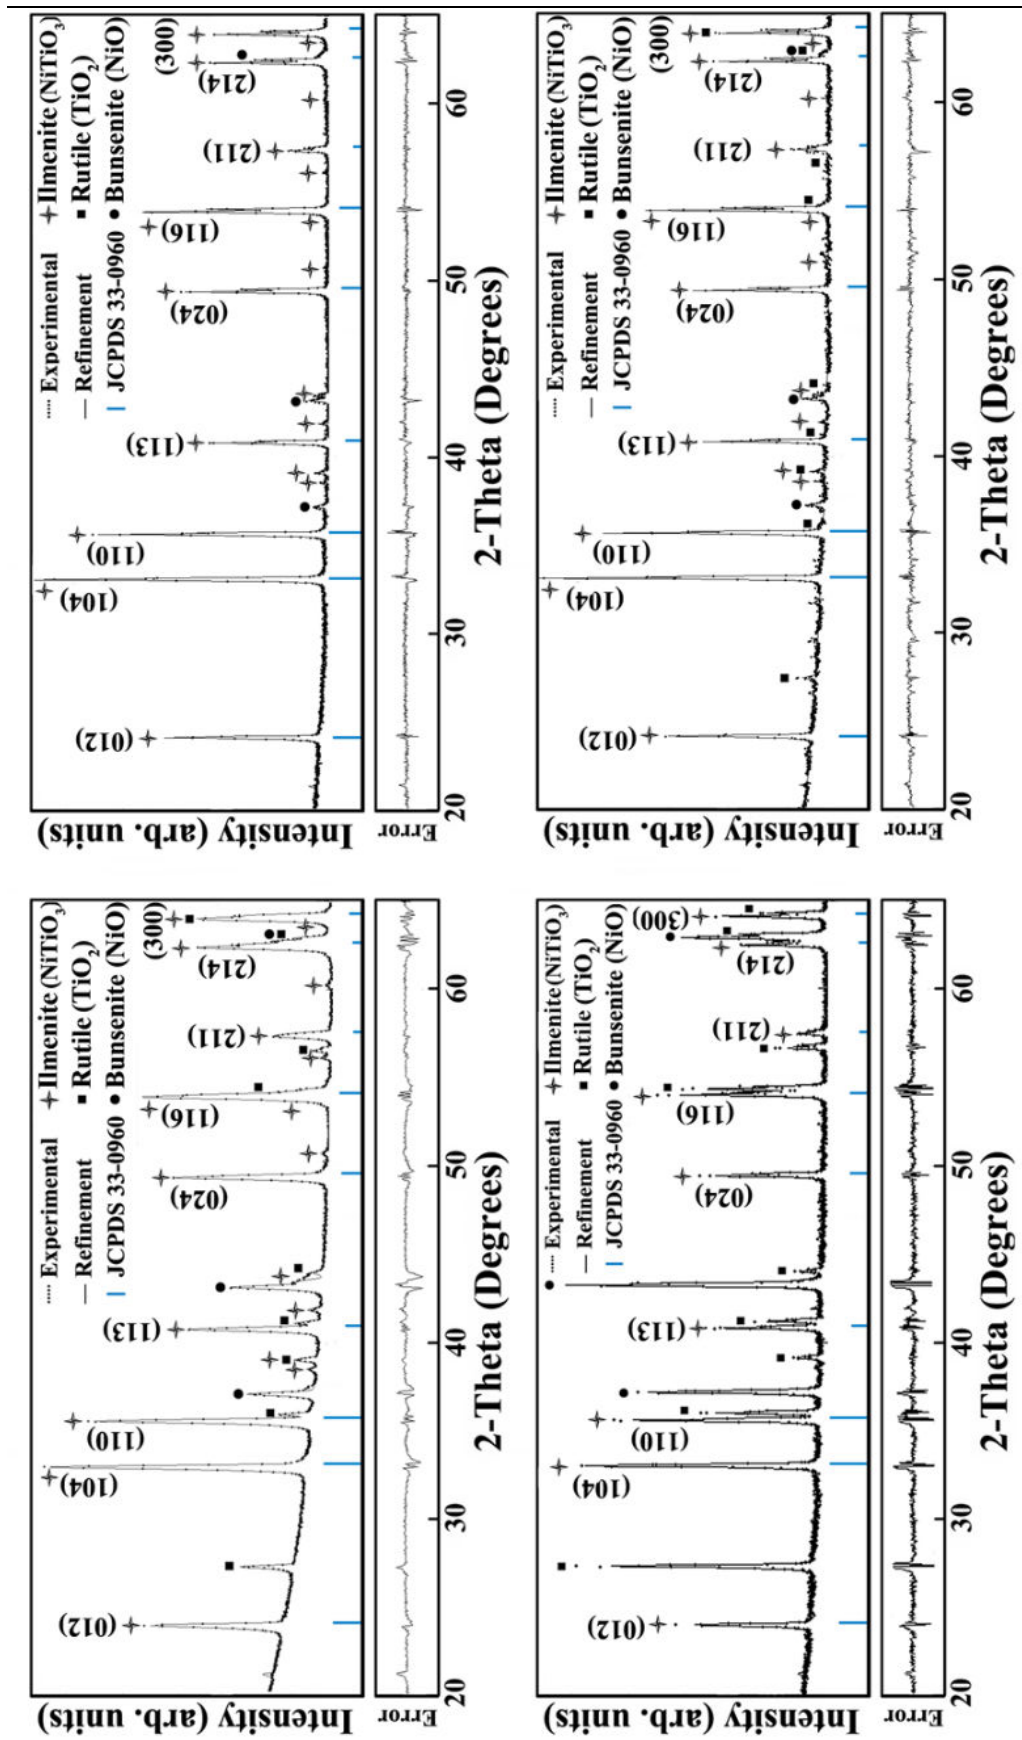 Intensity (arb. units)
Experimental
Ilmenite (NiTiO₃)
Refinement
Rutile (TiO₂)
JCPDS 33-0960
Bunsenite (NiO)
(012)
(104)
(110)
(113)
(024)
(116)
(211)
(214)
(300)
Error
20
30
40
50
60
2-Theta (Degrees)
Intensity (arb. units)
Experimental
Ilmenite (NiTiO₃)
Refinement
Rutile (TiO₂)
JCPDS 33-0960
Bunsenite (NiO)
(012)
(104)
(110)
(113)
(024)
(116)
(211)
(214)
(300)
Error
20
30
40
50
60
2-Theta (Degrees)
Intensity (arb. units)
Experimental
Ilmenite (NiTiO₃)
Refinement
Rutile (TiO₂)
JCPDS 33-0960
Bunsenite (NiO)
(012)
(104)
(110)
(113)
(024)
(116)
(211)
(214)
(300)
Error
20
30
40
50
60
2-Theta (Degrees)
Intensity (arb. units)
Experimental
Ilmenite (NiTiO₃)
Refinement
Rutile (TiO₂)
JCPDS 33-0960
Bunsenite (NiO)
(012)
(104)
(110)
(113)
(024)
(116)
(211)
(214)
(300)
Error
20
30
40
50
60
2-Theta (Degrees)